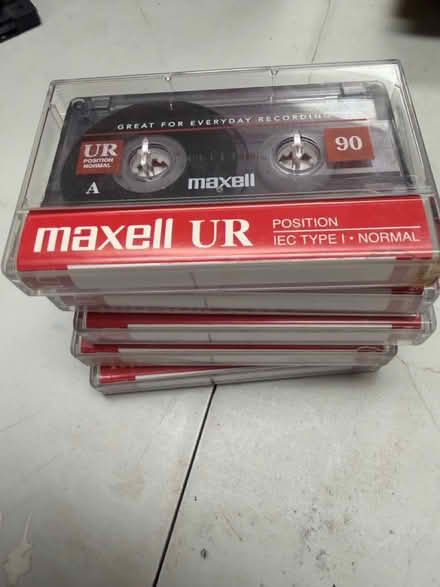 GREAT FOR EVERYDAY RECORDING
UR
POSITION
NORMAL
90
A
maxell
maxell UR
POSITION
IEC TYPE I • NORMAL